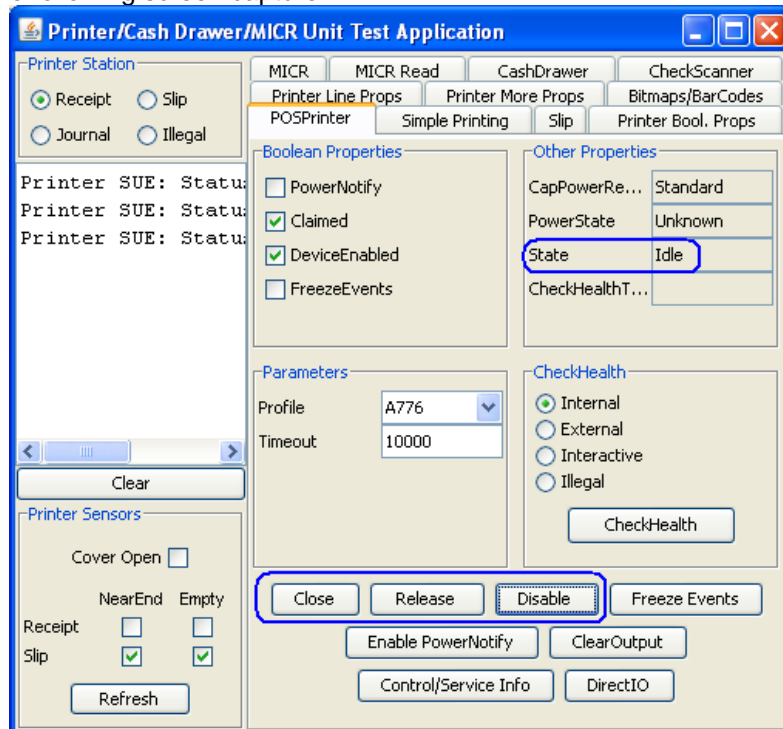 Printer/Cash Drawer/MICR Unit Test Application
Printer Station
Receipt Slip
Journal Illegal
Printer SUE: Statu
Printer SUE: Statu
Printer SUE: Statu
Clear
Printer Sensors
Cover Open
NearEnd Empty
Receipt
Slip
Refresh
MICR MICR Read CashDrawer CheckScanner
Printer Line Props Printer More Props Bitmaps/BarCodes
POSPrinter Simple Printing Slip Printer Bool. Props
Boolean Properties
PowerNotify
Claimed
DeviceEnabled
FreezeEvents
Other Properties
CapPowerRe... Standard
PowerState Unknown
State Idle
CheckHealthT...
Parameters
Profile A776
Timeout 10000
CheckHealth
Internal
External
Interactive
Illegal
CheckHealth
Close Release Disable Freeze Events
Enable PowerNotify ClearOutput
Control/Service Info DirectIO